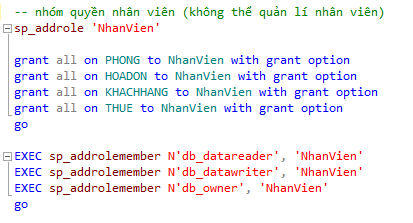 -- nhóm quyền nhân viên (không thể quản lí nhân viên)
sp_addrole 'NhanVien'
grant all on PHONG to NhanVien with grant option
grant all on HOADON to NhanVien with grant option
grant all on KHACHHANG to NhanVien with grant option
grant all on THUE to NhanVien with grant option
go
EXEC sp_addrolemember N'db_datareader', 'NhanVien'
EXEC sp_addrolemember N'db_datawriter', 'NhanVien'
EXEC sp_addrolemember N'db_owner', 'NhanVien'
go